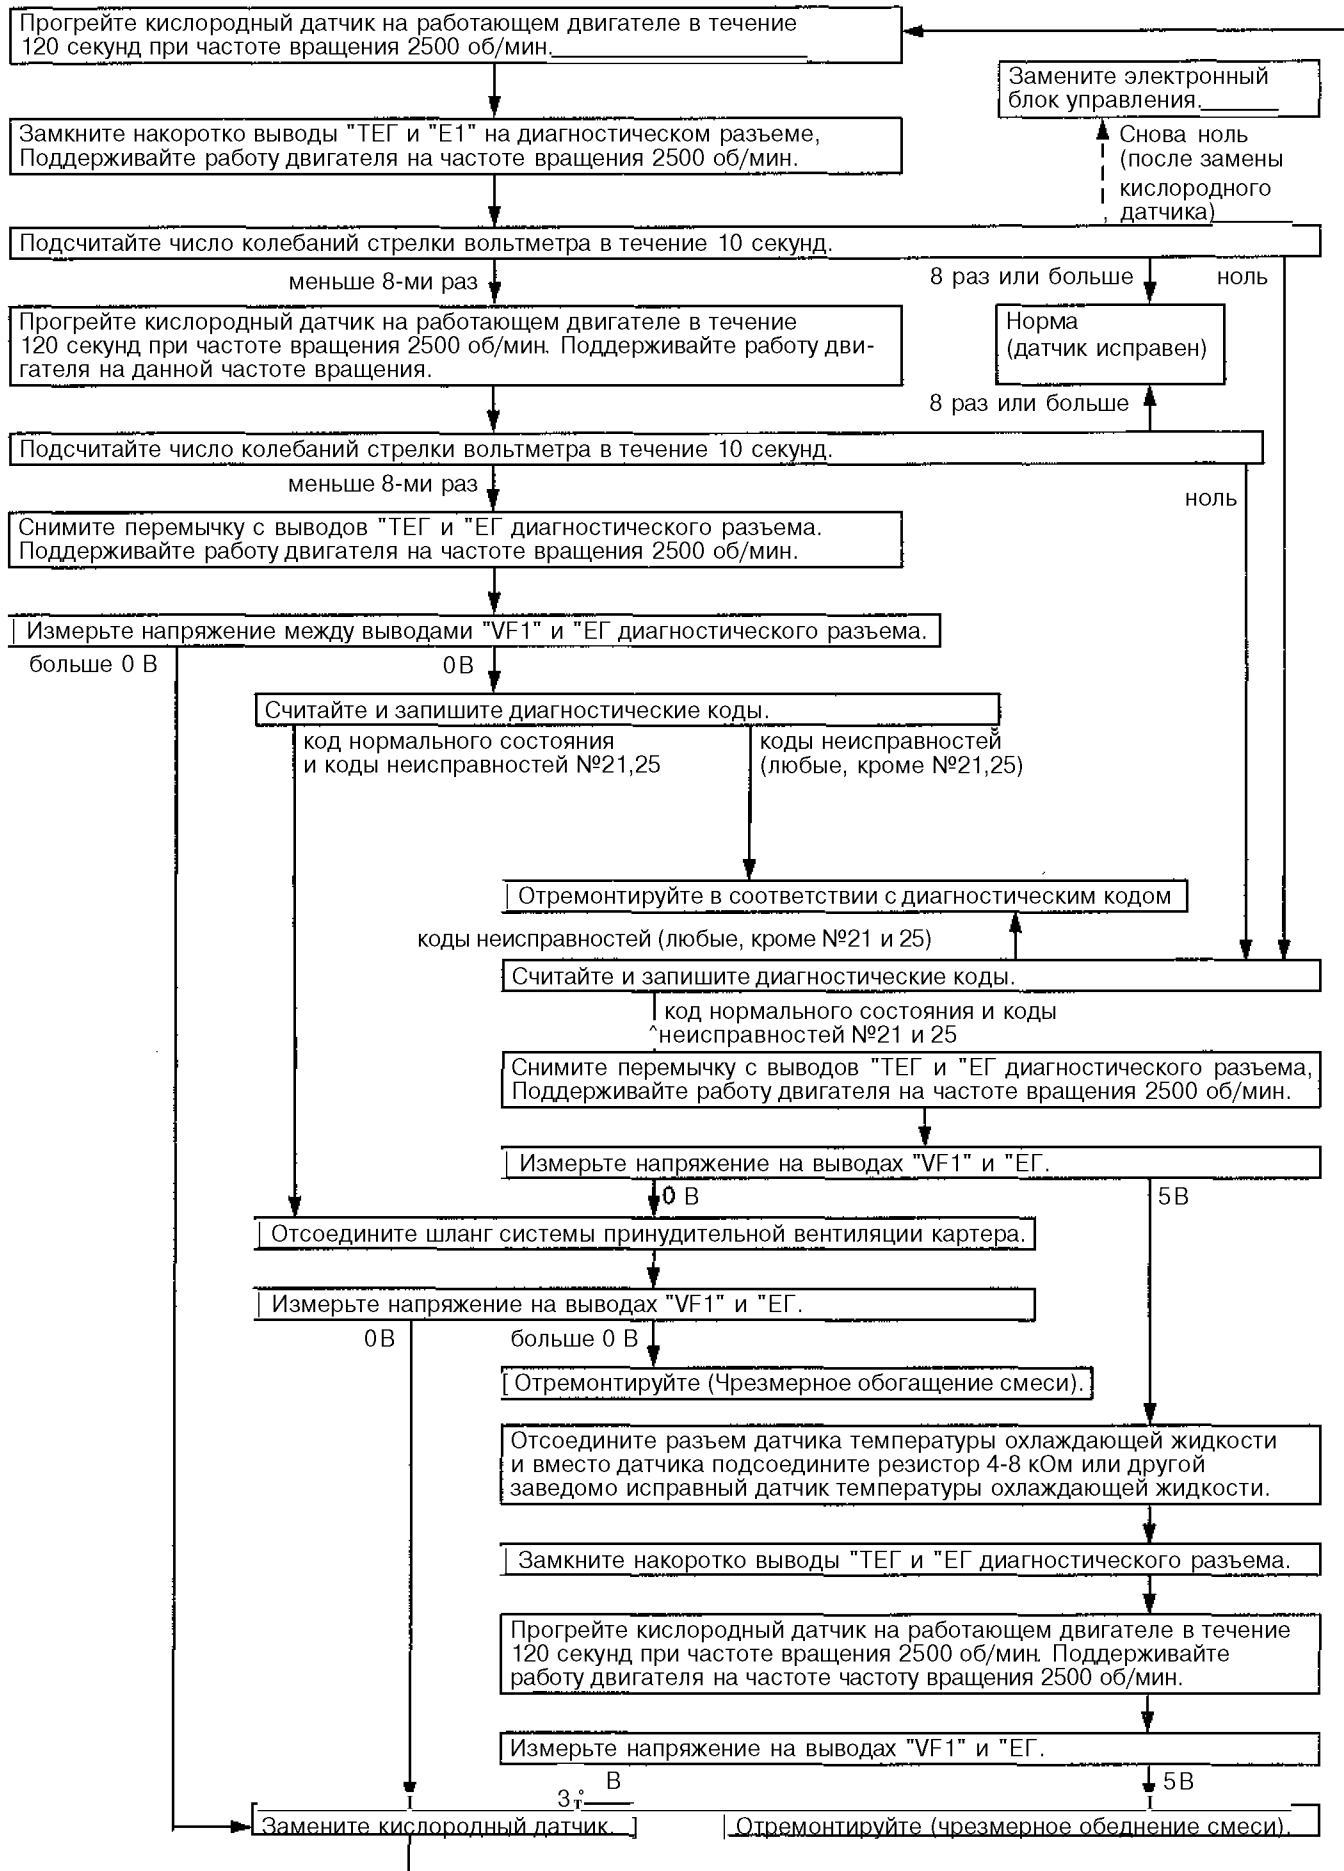 Прогрейте кислородный датчик на работающем двигателе в течение
120 секунд при частоте вращения 2500 об/мин.
Замените электронный
блок управления.
Замкните накоротко выводы "ТЕГ и "Е1" на диагностическом разъеме,
Поддерживайте работу двигателя на частоте вращения 2500 об/мин.
Снова ноль
(после замены
кислородного
датчика)
Подсчитайте число колебаний стрелки вольтметра в течение 10 секунд.
меньше 8-ми раз
8 раз или больше
ноль
Прогрейте кислородный датчик на работающем двигателе в течение
120 секунд при частоте вращения 2500 об/мин. Поддерживайте работу дви-
гателя на данной частоте вращения.
Норма
(датчик исправен)
8 раз или больше
Подсчитайте число колебаний стрелки вольтметра в течение 10 секунд.
меньше 8-ми раз
ноль
Снимите перемычку с выводов "ТЕГ и "ЕГ диагностического разъема.
Поддерживайте работу двигателя на частоте вращения 2500 об/мин.
Измерьте напряжение между выводами "VF1" и "ЕГ диагностического разъема.
больше 0 В
0В
Считайте и запишите диагностические коды.
код нормального состояния
и коды неисправностей №21,25
коды неисправностей
(любые, кроме №21,25)
Отремонтируйте в соответствии с диагностическим кодом
коды неисправностей (любые, кроме №21 и 25)
Считайте и запишите диагностические коды.
код нормального состояния и коды
^неисправностей №21 и 25
Снимите перемычку с выводов "ТЕГ и "ЕГ диагностического разъема,
Поддерживайте работу двигателя на частоте вращения 2500 об/мин.
Измерьте напряжение на выводах "VF1" и "ЕГ.
0 В
5В
Отсоедините шланг системы принудительной вентиляции картера.
Измерьте напряжение на выводах "VF1" и "ЕГ.
0В
больше 0 В
[ Отремонтируйте (Чрезмерное обогащение смеси).
Отсоедините разъем датчика температуры охлаждающей жидкости
и вместо датчика подсоедините резистор 4-8 кОм или другой
заведомо исправный датчик температуры охлаждающей жидкости.
Замкните накоротко выводы "ТЕГ и "ЕГ диагностического разъема.
Прогрейте кислородный датчик на работающем двигателе в течение
120 секунд при частоте вращения 2500 об/мин. Поддерживайте
работу двигателя на частоте частоту вращения 2500 об/мин.
Измерьте напряжение на выводах "VF1" и "ЕГ.
В
5В
3 т°
Замените кислородный датчик. ]
Отремонтируйте (чрезмерное обеднение смеси).